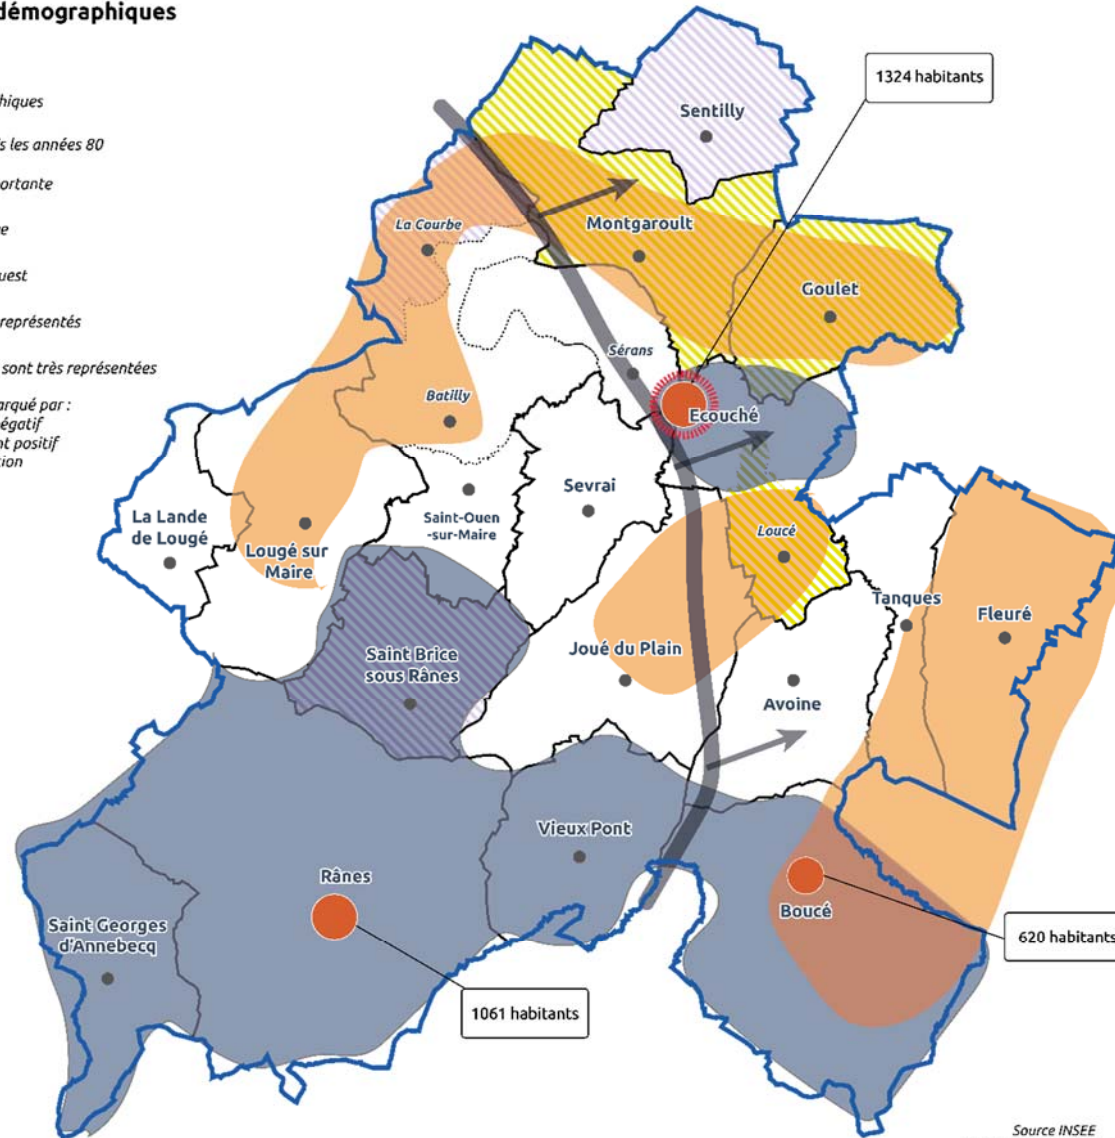 démographiques
hiques
s les années 80
ortante
e
uest
représentés
sont très représentées
arqué par :
égatif
nt positif
tion
1324 habitants
Sentilly
La Courbe
Montgaroult
Goulet
Sérans
Batilly
Ecouché
Sevrai
La Lande
de Lougé
Lougé sur
Maire
Saint-Ouen
-sur-Maire
Loucé
Tanques
Fleuré
Saint Brice
sous Rânes
Joué du Plain
Avoine
Vieux Pont
Rânes
Boucé
Saint Georges
d'Annebecq
620 habitants
1061 habitants
Source INSEE